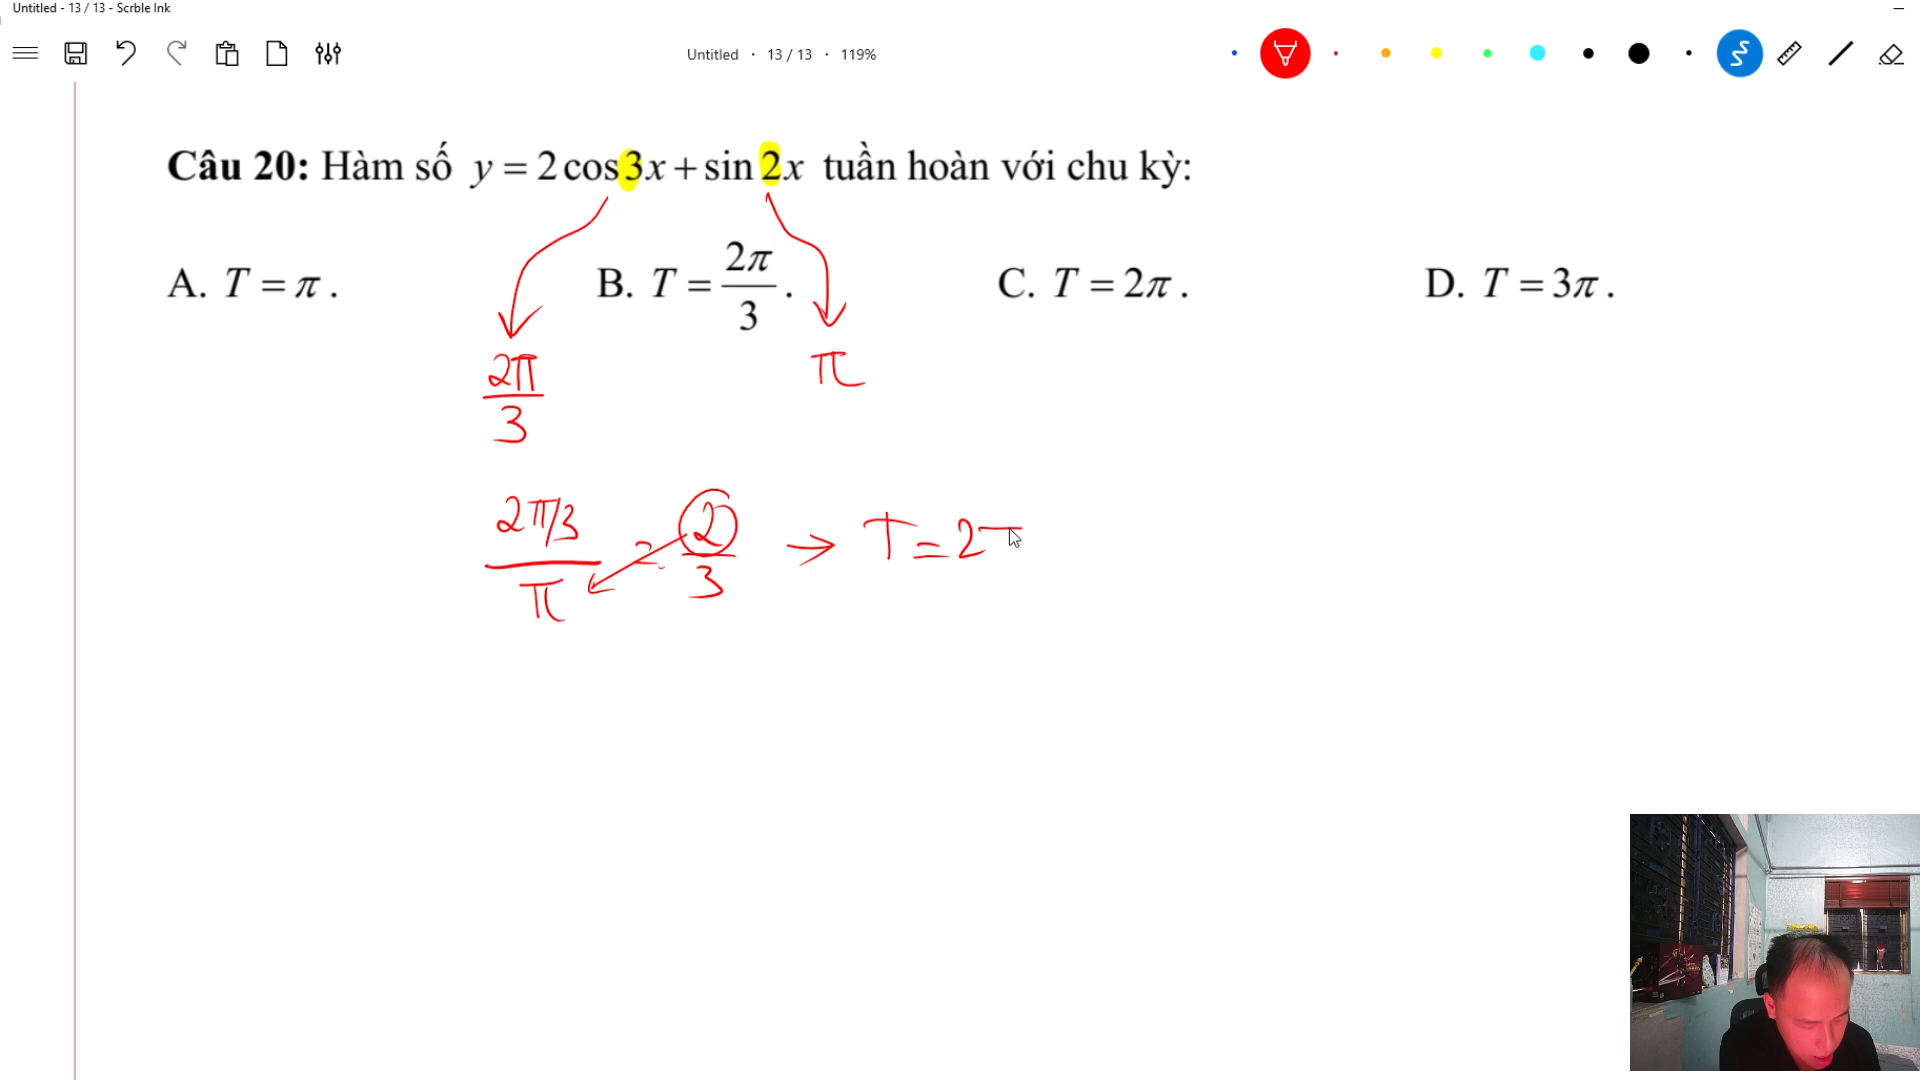 Untitled - 13 / 13 - Scrble Ink
Untitled · 13 / 13 · 119%
Câu 20: Hàm số y = 2cos3x + sin2x tuần hoàn với chu kỳ:
A. T = π .
B. T = 2π/3 .
C. T = 2π .
D. T = 3π .
2π/3
π
(2π/3)/π = 2/3 → T = 2